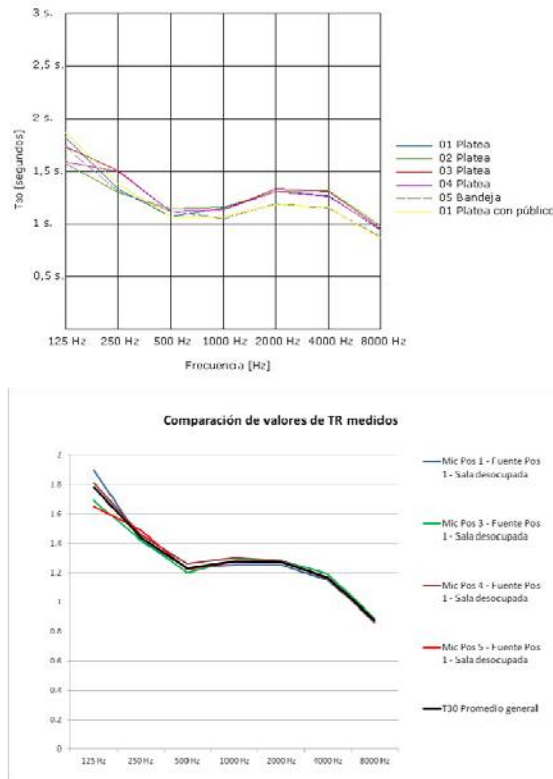 3 s.
2,5 s.
2 s.
1,5 s.
1 s.
0,5 s.
T30 [segundos]
125 Hz 250 Hz 500 Hz 1000 Hz 2000 Hz 4000 Hz 8000 Hz
Frecuencia [Hz]
01 Platea
02 Platea
03 Platea
04 Platea
05 Bandeja
01 Platea con público
Comparación de valores de TR medidos
2
1.8
1.6
1.4
1.2
1
0.8
0.6
0.4
0.2
0
125 Hz 250 Hz 500 Hz 1000 Hz 2000 Hz 4000 Hz 8000 Hz
Mic Pos 1 - Fuente Pos
1 - Sala desocupada
Mic Pos 3 - Fuente Pos
1 - Sala desocupada
Mic Pos 4 - Fuente Pos
1 - Sala desocupada
Mic Pos 5 - Fuente Pos
1 - Sala desocupada
T30 Promedio general